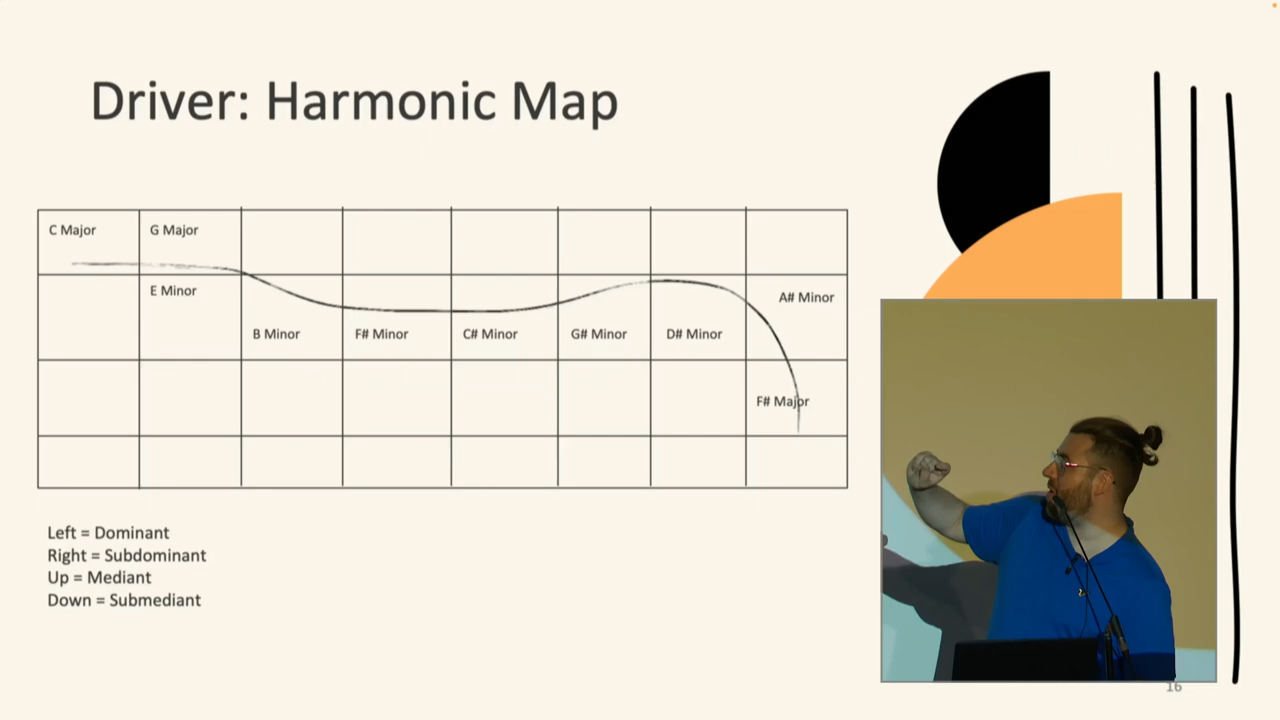 Driver: Harmonic Map
C Major
G Major
E Minor
A# Minor
B Minor
F# Minor
C# Minor
G# Minor
D# Minor
F# Major
Left = Dominant
Right = Subdominant
Up = Mediant
Down = Submediant
16